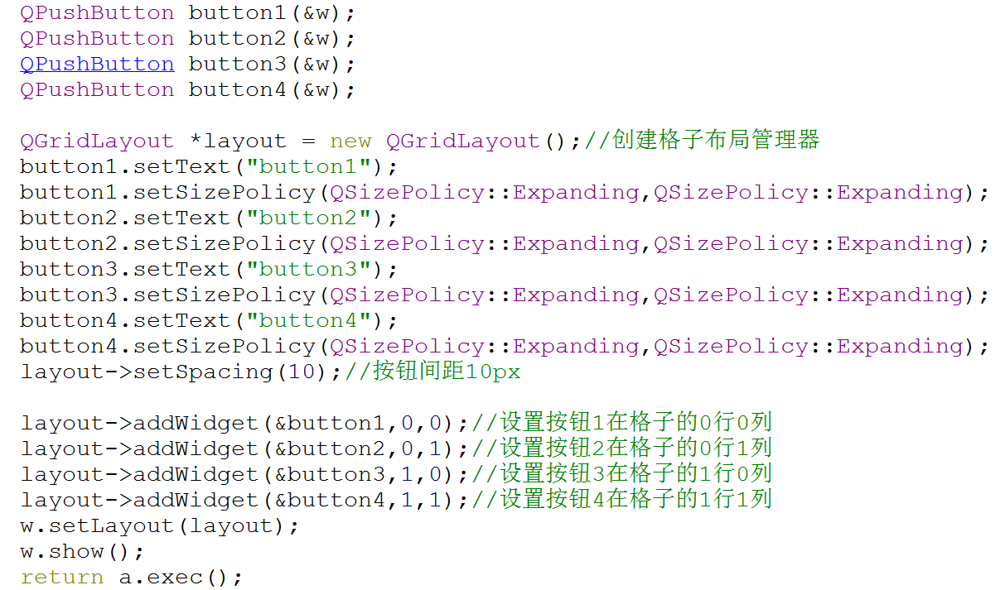 QPushButton button1(&w);
QPushButton button2(&w);
QPushButton button3(&w);
QPushButton button4(&w);
QGridLayout *layout = new QGridLayout();//创建格子布局管理器
button1.setText("button1");
button1.setSizePolicy(QSizePolicy::Expanding,QSizePolicy::Expanding);
button2.setText("button2");
button2.setSizePolicy(QSizePolicy::Expanding,QSizePolicy::Expanding);
button3.setText("button3");
button3.setSizePolicy(QSizePolicy::Expanding,QSizePolicy::Expanding);
button4.setText("button4");
button4.setSizePolicy(QSizePolicy::Expanding,QSizePolicy::Expanding);
layout->setSpacing(10);//按钮间距10px
layout->addWidget(&button1,0,0);//设置按钮1在格子的0行0列
layout->addWidget(&button2,0,1);//设置按钮2在格子的0行1列
layout->addWidget(&button3,1,0);//设置按钮3在格子的1行0列
layout->addWidget(&button4,1,1);//设置按钮4在格子的1行1列
w.setLayout(layout);
w.show();
return a.exec();